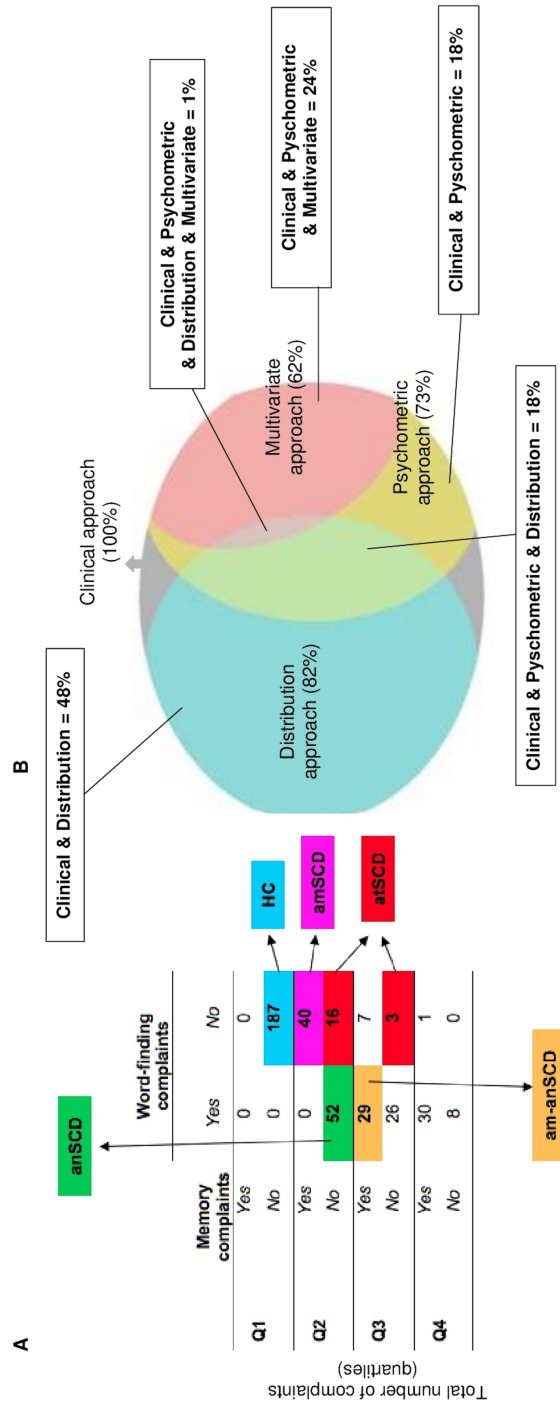 A
anSCD
Word-finding
complaints
Memory
complaints
Yes
No
Q1
Yes
0
0
No
0
187
HC
Q2
Yes
0
40
amSCD
No
52
16
atSCD
Q3
Yes
29
7
No
26
3
Q4
Yes
30
1
No
8
0
Total number of complaints
(quartiles)
am-anSCD
B
Clinical & Distribution = 48%
Clinical approach
(100%)
Clinical & Psychometric
& Distribution & Multivariate = 1%
Distribution
approach (82%)
Multivariate
approach (62%)
Clinical & Pyschometric
& Multivariate = 24%
Psychometric
approach (73%)
Clinical & Pyschometric & Distribution = 18%
Clinical & Pyschometric = 18%